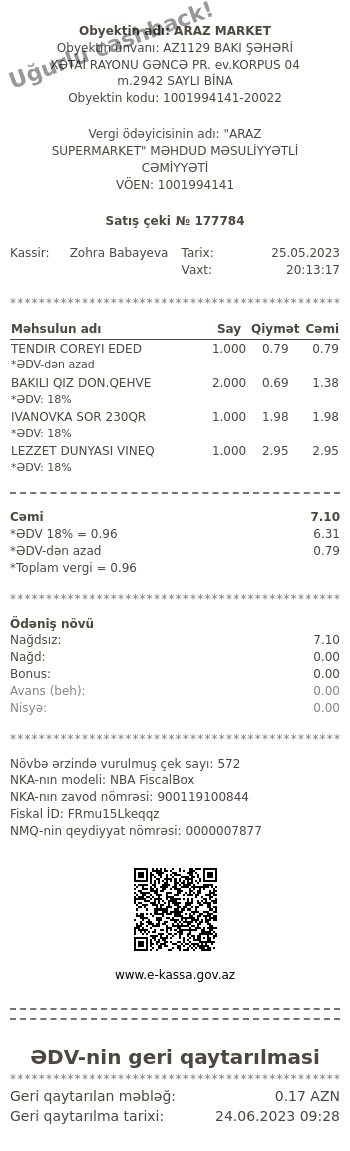 Uğurlu cashback!
Obyektin adı: ARAZ MARKET
Obyektin ünvanı: AZ1129 BAKI ŞƏHƏRİ
XƏTAİ RAYONU GƏNCƏ PR. ev.KORPUS 04
m.2942 SAYLI BİNA
Obyektin kodu: 1001994141-20022
Vergi ödəyicisinin adı: "ARAZ
SUPERMARKET" MƏHDUD MƏSULİYYƏTLİ
CƏMİYYƏTİ
VÖEN: 1001994141
Satış çeki № 177784
Kassir: Zohra Babayeva Tarix: 25.05.2023
Vaxt: 20:13:17
********************************************
Məhsulun adı Say Qiymət Cəmi
TENDIR COREYI EDED 1.000 0.79 0.79
*ƏDV-dən azad
BAKILI QIZ DON.QEHVE 2.000 0.69 1.38
*ƏDV: 18%
IVANOVKA SOR 230QR 1.000 1.98 1.98
*ƏDV: 18%
LEZZET DUNYASI VINEQ 1.000 2.95 2.95
*ƏDV: 18%
Cəmi 7.10
*ƏDV 18% = 0.96 6.31
*ƏDV-dən azad 0.79
*Toplam vergi = 0.96
********************************************
Ödəniş növü
Nağdsız: 7.10
Nağd: 0.00
Bonus: 0.00
Avans (beh): 0.00
Nisyə: 0.00
********************************************
Növbə ərzində vurulmuş çek sayı: 572
NKA-nın modeli: NBA FiscalBox
NKA-nın zavod nömrəsi: 900119100844
Fiskal İD: FRmu15Lkeqqz
NMQ-nin qeydiyyat nömrəsi: 0000007877
www.e-kassa.gov.az
ƏDV-nin geri qaytarılması
********************************************
Geri qaytarılan məbləğ: 0.17 AZN
Geri qaytarılma tarixi: 24.06.2023 09:28